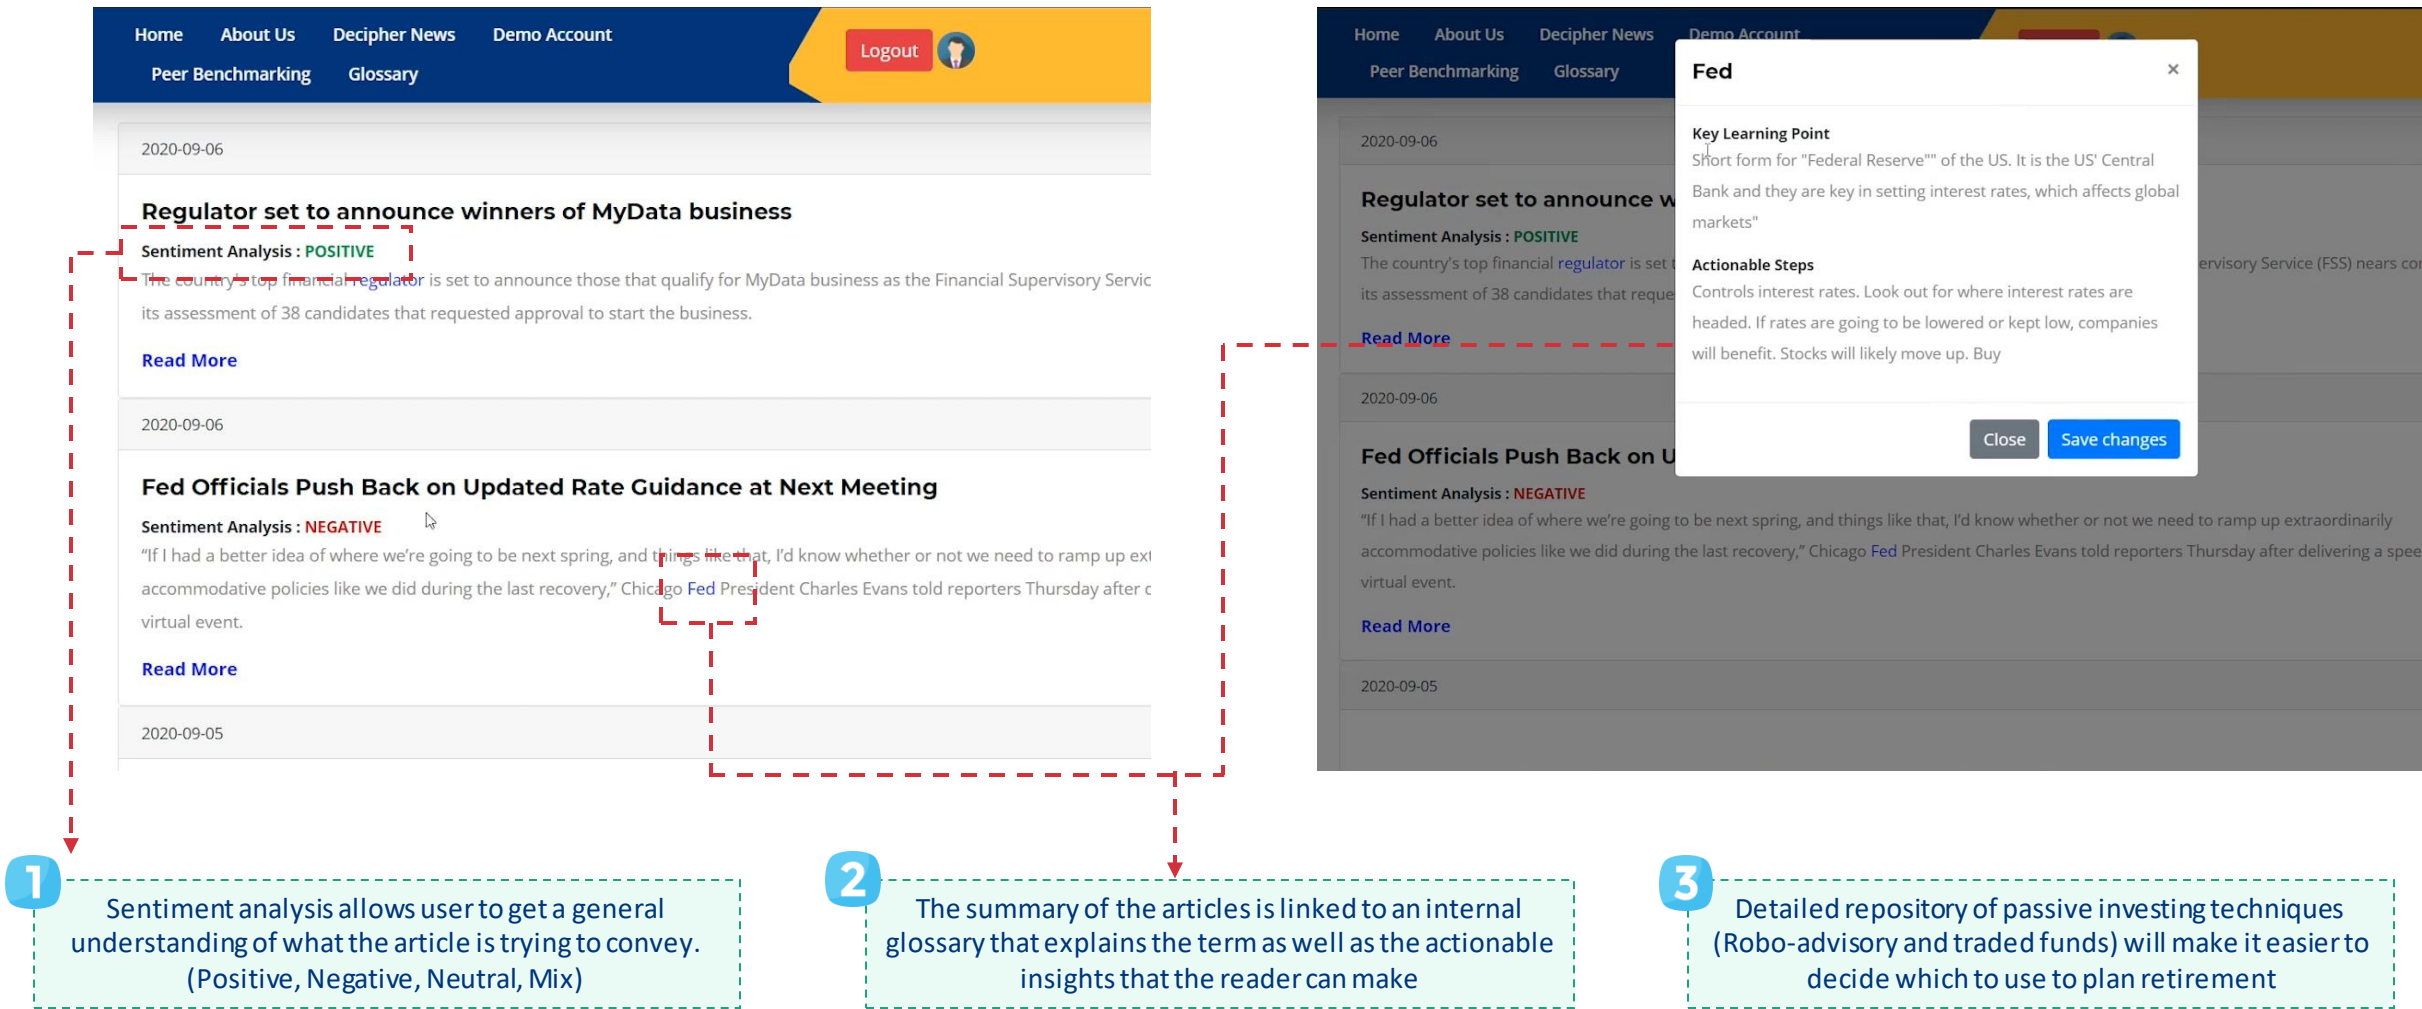 Home About Us Decipher News Demo Account
Logout
Peer Benchmarking Glossary
2020-09-06
Regulator set to announce winners of MyData business
Sentiment Analysis : POSITIVE
The country's top financial regulator is set to announce those that qualify for MyData business as the Financial Supervisory Servic
its assessment of 38 candidates that requested approval to start the business.
Read More
2020-09-06
Fed Officials Push Back on Updated Rate Guidance at Next Meeting
Sentiment Analysis : NEGATIVE
“If I had a better idea of where we’re going to be next spring, and things like that, I’d know whether or not we need to ramp up ext
accommodative policies like we did during the last recovery,” Chicago Fed President Charles Evans told reporters Thursday after
virtual event.
Read More
2020-09-05
Home About Us Decipher News Demo Account
Peer Benchmarking Glossary
2020-09-06
Regulator set to announce w
Sentiment Analysis : POSITIVE
The country's top financial regulator is set t
ervisory Service (FSS) nears cor
its assessment of 38 candidates that reque
Read More
2020-09-06
Fed Officials Push Back on U
Sentiment Analysis : NEGATIVE
“If I had a better idea of where we’re going to be next spring, and things like that, I’d know whether or not we need to ramp up extraordinarily
accommodative policies like we did during the last recovery,” Chicago Fed President Charles Evans told reporters Thursday after delivering a spee
virtual event.
Read More
2020-09-05
Fed ×
Key Learning Point
Short form for "Federal Reserve"" of the US. It is the US' Central
Bank and they are key in setting interest rates, which affects global
markets"
Actionable Steps
Controls interest rates. Look out for where interest rates are
headed. If rates are going to be lowered or kept low, companies
will benefit. Stocks will likely move up. Buy
Close Save changes
1
Sentiment analysis allows user to get a general
understanding of what the article is trying to convey.
(Positive, Negative, Neutral, Mix)
2
The summary of the articles is linked to an internal
glossary that explains the term as well as the actionable
insights that the reader can make
3
Detailed repository of passive investing techniques
(Robo-advisory and traded funds) will make it easier to
decide which to use to plan retirement